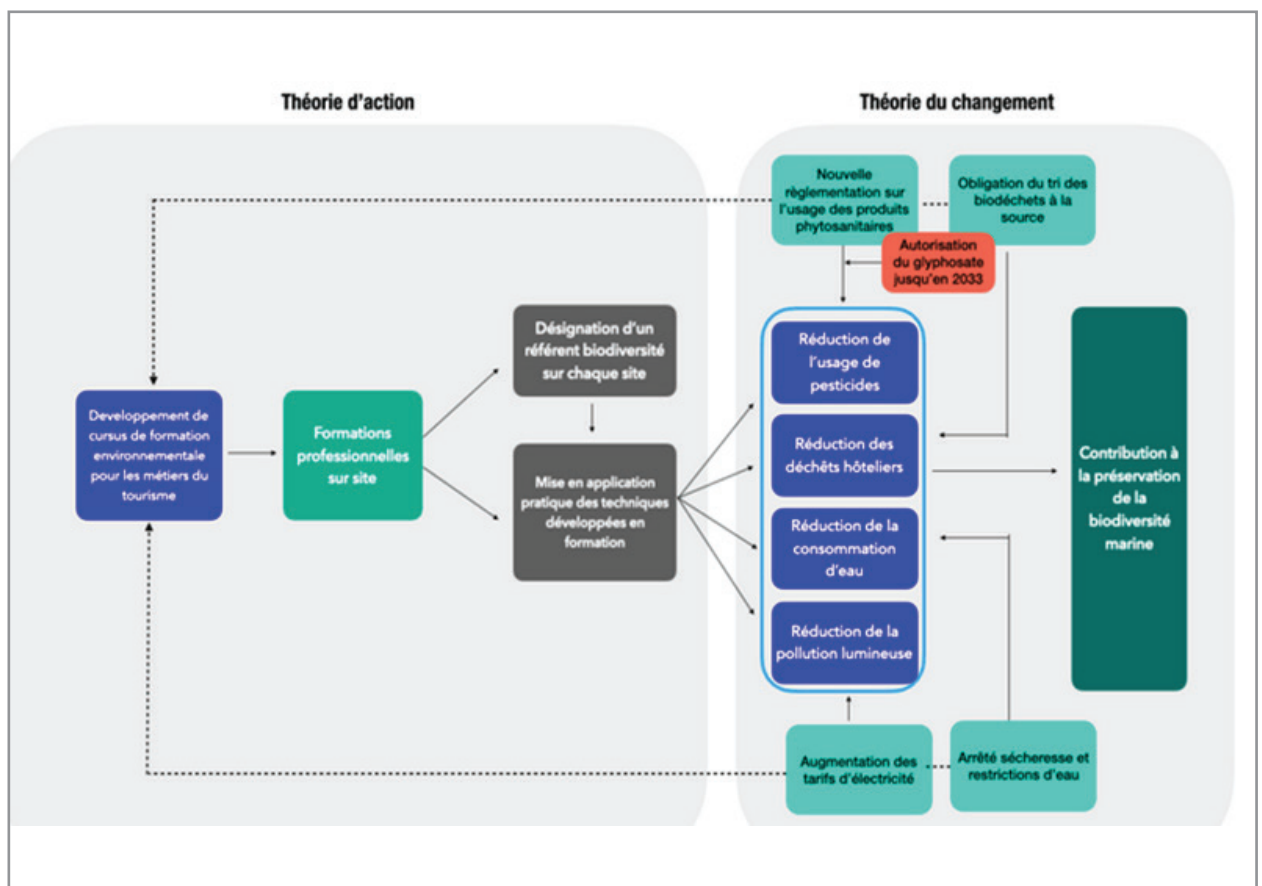 Théorie d'action
Théorie du changement
Nouvelle
règlementation sur
l'usage des produits
phytosanitaires
Obligation du tri des
biodéchets à la
source
Autorisation
du glyphosate
jusqu'en 2033
Developpement de
cursus de formation
environnementale
pour les métiers du
tourisme
Formations
professionnelles
sur site
Désignation d'un
référent biodiversité
sur chaque site
Mise en application
pratique des techniques
développées en
formation
Réduction de
l'usage de
pesticides
Réduction des
déchêts hôteliers
Réduction de la
consommation
d'eau
Réduction de la
pollution lumineuse
Contribution à
la préservation de
la
biodiversité
marine
Augmentation des
tarifs d'électricité
Arrêté sécheresse et
restrictions d'eau